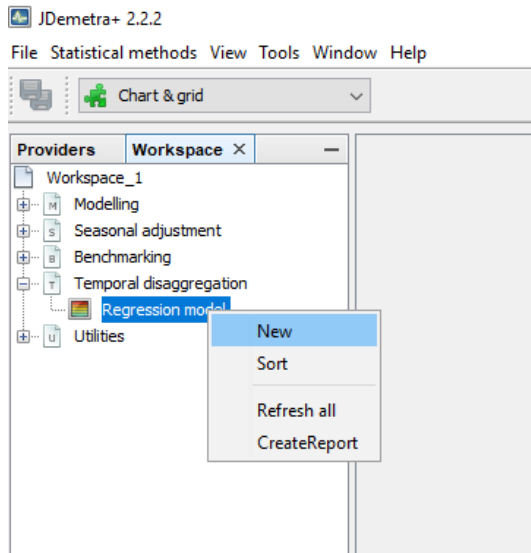 JDemetra+ 2.2.2
File Statistical methods View Tools Window Help
Chart & grid
Providers Workspace ×
Workspace_1
M Modelling
S Seasonal adjustment
B Benchmarking
T Temporal disaggregation
Regression model
New
U Utilities
Sort
Refresh all
CreateReport